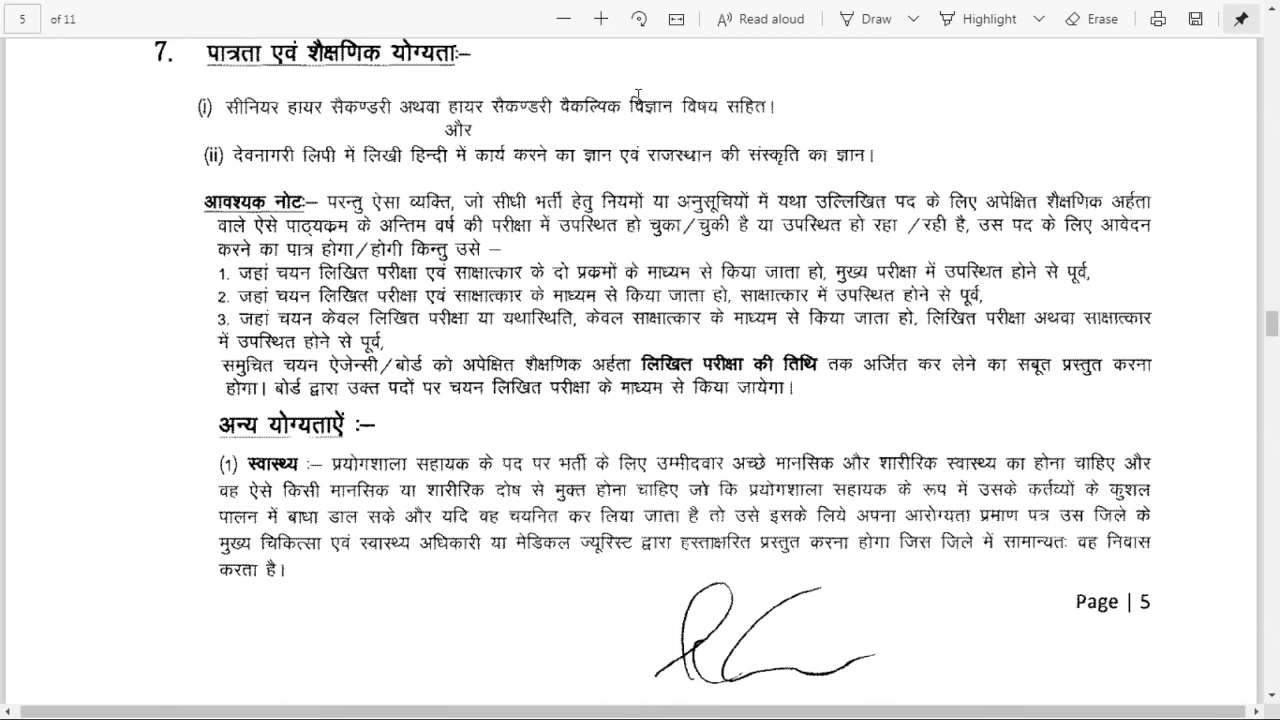 5 of 11 Read aloud Draw Highlight Erase
7. पात्रता एवं शैक्षणिक योग्यताः–
(i) सीनियर हायर सैकण्डरी अथवा हायर सैकण्डरी वैकल्पिक विज्ञान विषय सहित।
और
(ii) देवनागरी लिपी में लिखी हिन्दी में कार्य करने का ज्ञान एवं राजस्थान की संस्कृति का ज्ञान।
आवश्यक नोटः– परन्तु ऐसा व्यक्ति, जो सीधी भर्ती हेतु नियमों या अनुसूचियों में यथा उल्लिखित पद के लिए अपेक्षित शैक्षणिक अर्हता
वाले ऐसे पाठ्यक्रम के अन्तिम वर्ष की परीक्षा में उपस्थित हो चुका/चुकी है या उपस्थित हो रहा /रही है, उस पद के लिए आवेदन
करने का पात्र होगा/होगी किन्तु उसे –
1. जहां चयन लिखित परीक्षा एवं साक्षात्कार के दो प्रक्रमों के माध्यम से किया जाता हो, मुख्य परीक्षा में उपस्थित होने से पूर्व,
2. जहां चयन लिखित परीक्षा एवं साक्षात्कार के माध्यम से किया जाता हो, साक्षात्कार में उपस्थित होने से पूर्व,
3. जहां चयन केवल लिखित परीक्षा या यथास्थिति, केवल साक्षात्कार के माध्यम से किया जाता हो, लिखित परीक्षा अथवा साक्षात्कार
में उपस्थित होने से पूर्व,
समुचित चयन ऐजेन्सी/बोर्ड को अपेक्षित शैक्षणिक अर्हता लिखित परीक्षा की तिथि तक अर्जित कर लेने का सबूत प्रस्तुत करना
होगा। बोर्ड द्वारा उक्त पदों पर चयन लिखित परीक्षा के माध्यम से किया जायेगा।
अन्य योग्यताऐं :–
(1) स्वास्थ्य :– प्रयोगशाला सहायक के पद पर भर्ती के लिए उम्मीदवार अच्छे मानसिक और शारीरिक स्वास्थ्य का होना चाहिए और
वह ऐसे किसी मानसिक या शारीरिक दोष से मुक्त होना चाहिए जो कि प्रयोगशाला सहायक के रूप में उसके कर्तव्यों के कुशल
पालन में बाधा डाल सके और यदि वह चयनित कर लिया जाता है तो उसे इसके लिये अपना आरोग्यता प्रमाण पत्र उस जिले के
मुख्य चिकित्सा एवं स्वास्थ्य अधिकारी या मेडिकल ज्यूरिस्ट द्वारा हस्ताक्षरित प्रस्तुत करना होगा जिस जिले में सामान्यतः वह निवास
करता है।
Page | 5